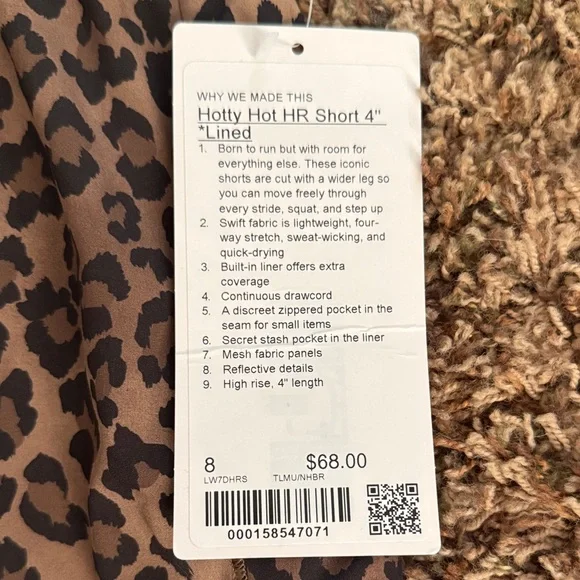 WHY WE MADE THIS
Hotty Hot HR Short 4"
*Lined
1. Born to run but with room for
everything else. These iconic
shorts are cut with a wider leg so
you can move freely through
every stride, squat, and step up
2. Swift fabric is lightweight, four-
way stretch, sweat-wicking, and
quick-drying
3. Built-in liner offers extra
coverage
4. Continuous drawcord
5. A discreet zippered pocket in the
seam for small items
6. Secret stash pocket in the liner
7. Mesh fabric panels
8. Reflective details
9. High rise, 4" length
8 $68.00
LW7DHRS TLMU/NHBR
000158547071